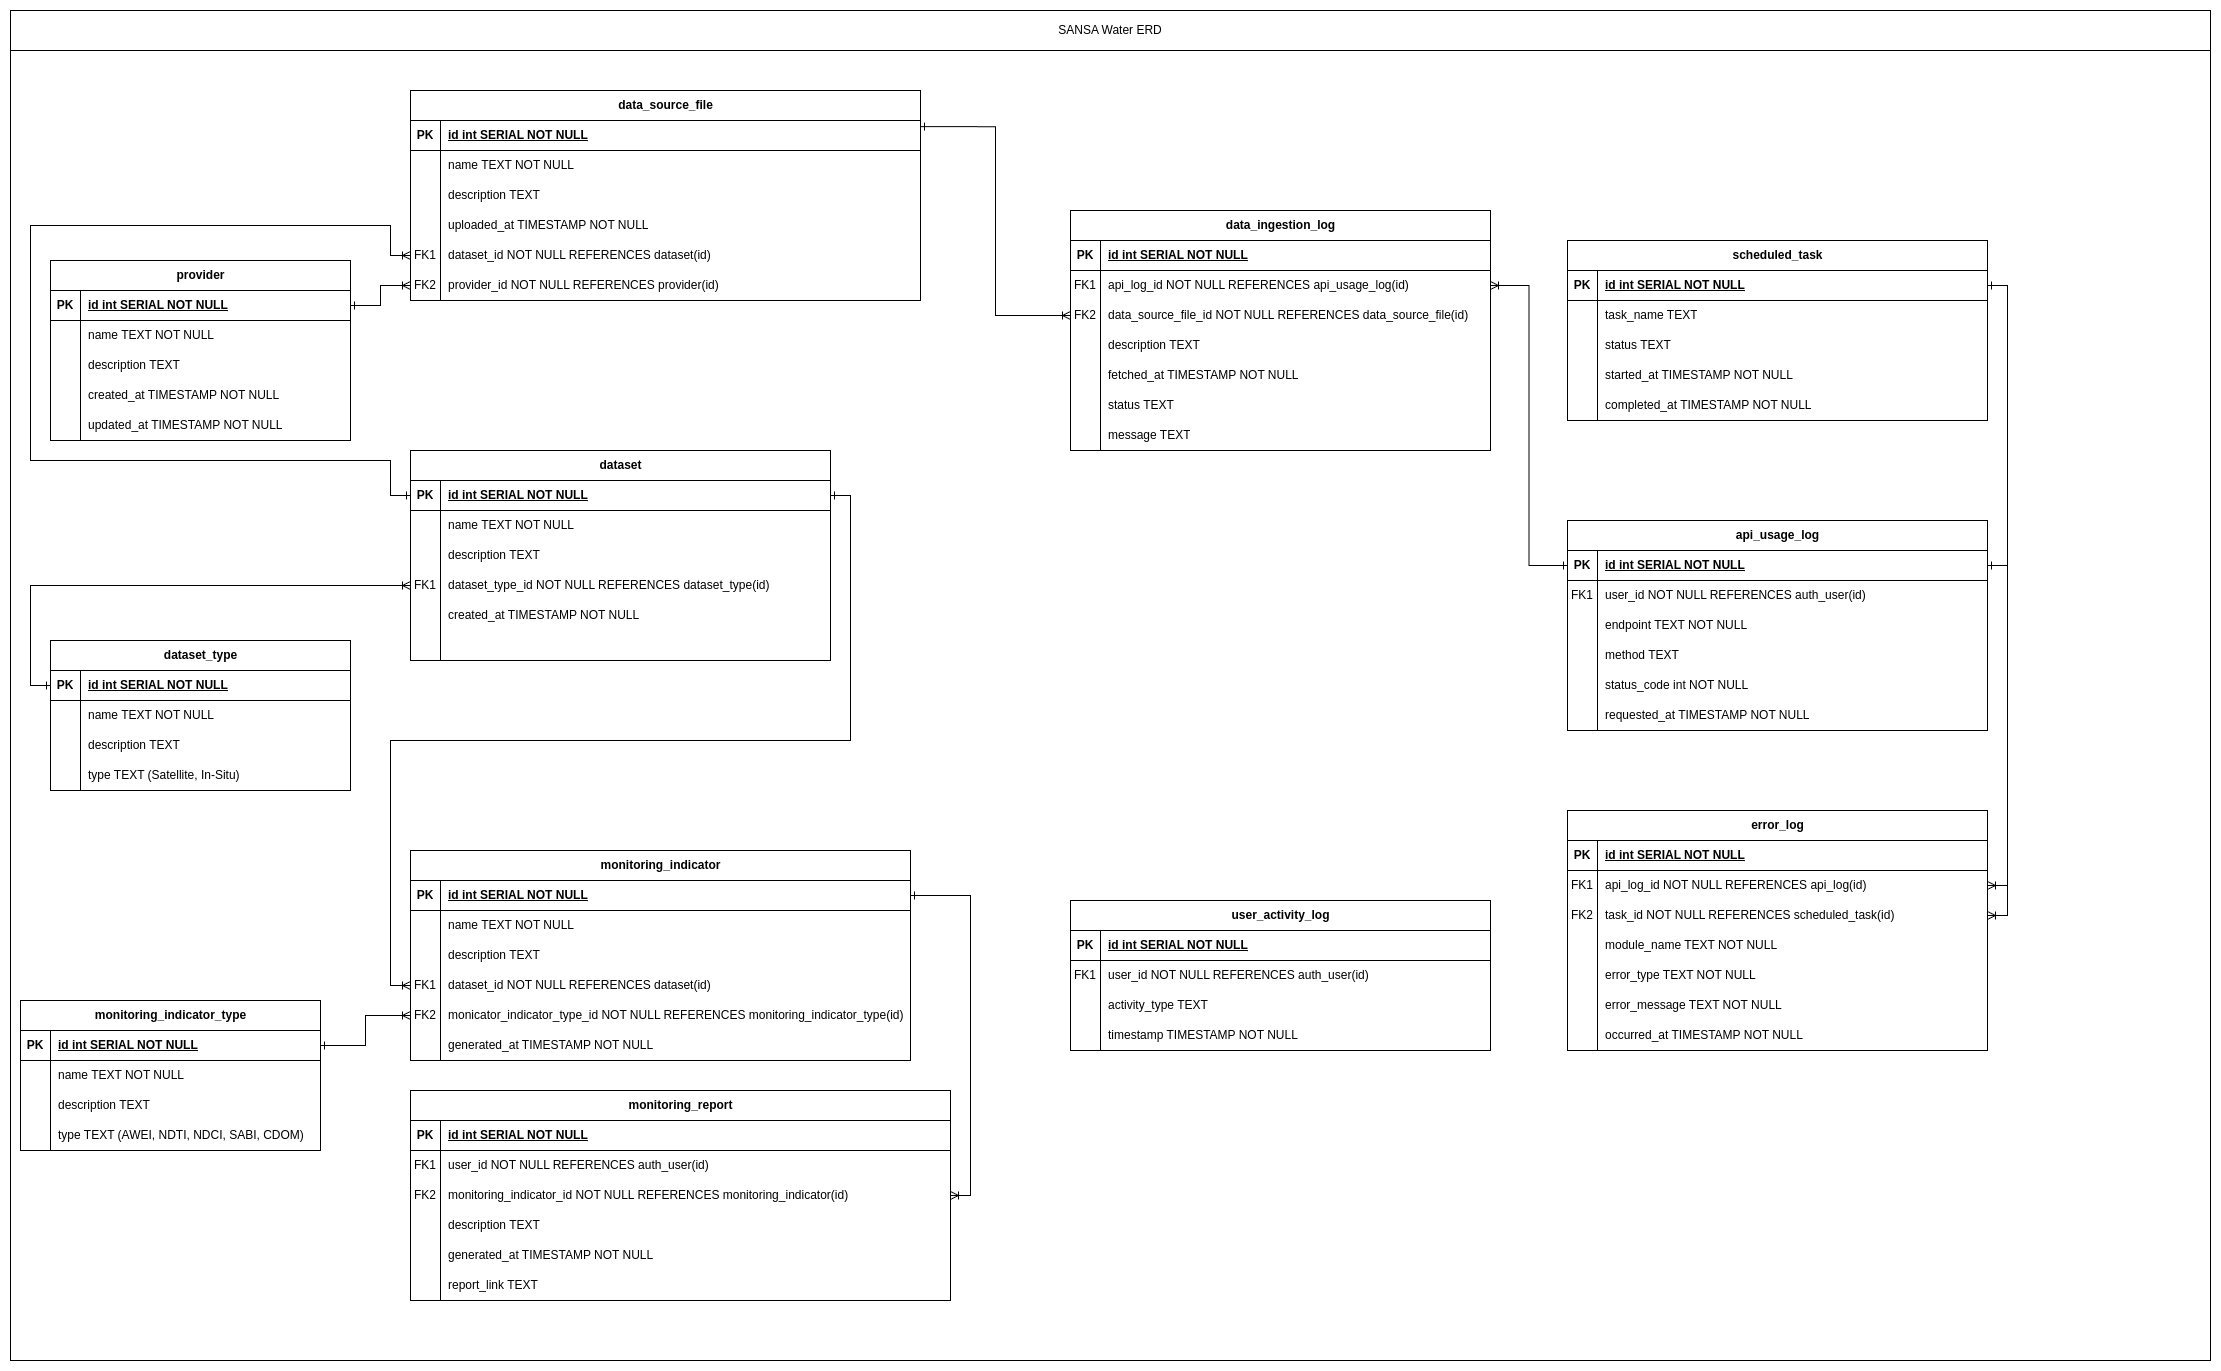 SANSA Water ERD
data_source_file
PK id int SERIAL NOT NULL
name TEXT NOT NULL
description TEXT
uploaded_at TIMESTAMP NOT NULL
FK1 dataset_id NOT NULL REFERENCES dataset(id)
FK2 provider_id NOT NULL REFERENCES provider(id)
provider
PK id int SERIAL NOT NULL
name TEXT NOT NULL
description TEXT
created_at TIMESTAMP NOT NULL
updated_at TIMESTAMP NOT NULL
dataset
PK id int SERIAL NOT NULL
name TEXT NOT NULL
description TEXT
FK1 dataset_type_id NOT NULL REFERENCES dataset_type(id)
created_at TIMESTAMP NOT NULL
dataset_type
PK id int SERIAL NOT NULL
name TEXT NOT NULL
description TEXT
type TEXT (Satellite, In-Situ)
monitoring_indicator
PK id int SERIAL NOT NULL
name TEXT NOT NULL
description TEXT
FK1 dataset_id NOT NULL REFERENCES dataset(id)
FK2 monicator_indicator_type_id NOT NULL REFERENCES monitoring_indicator_type(id)
generated_at TIMESTAMP NOT NULL
monitoring_indicator_type
PK id int SERIAL NOT NULL
name TEXT NOT NULL
description TEXT
type TEXT (AWEI, NDTI, NDCI, SABI, CDOM)
monitoring_report
PK id int SERIAL NOT NULL
FK1 user_id NOT NULL REFERENCES auth_user(id)
FK2 monitoring_indicator_id NOT NULL REFERENCES monitoring_indicator(id)
description TEXT
generated_at TIMESTAMP NOT NULL
report_link TEXT
data_ingestion_log
PK id int SERIAL NOT NULL
FK1 api_log_id NOT NULL REFERENCES api_usage_log(id)
FK2 data_source_file_id NOT NULL REFERENCES data_source_file(id)
description TEXT
fetched_at TIMESTAMP NOT NULL
status TEXT
message TEXT
scheduled_task
PK id int SERIAL NOT NULL
task_name TEXT
status TEXT
started_at TIMESTAMP NOT NULL
completed_at TIMESTAMP NOT NULL
api_usage_log
PK id int SERIAL NOT NULL
FK1 user_id NOT NULL REFERENCES auth_user(id)
endpoint TEXT NOT NULL
method TEXT
status_code int NOT NULL
requested_at TIMESTAMP NOT NULL
user_activity_log
PK id int SERIAL NOT NULL
FK1 user_id NOT NULL REFERENCES auth_user(id)
activity_type TEXT
timestamp TIMESTAMP NOT NULL
error_log
PK id int SERIAL NOT NULL
FK1 api_log_id NOT NULL REFERENCES api_log(id)
FK2 task_id NOT NULL REFERENCES scheduled_task(id)
module_name TEXT NOT NULL
error_type TEXT NOT NULL
error_message TEXT NOT NULL
occurred_at TIMESTAMP NOT NULL